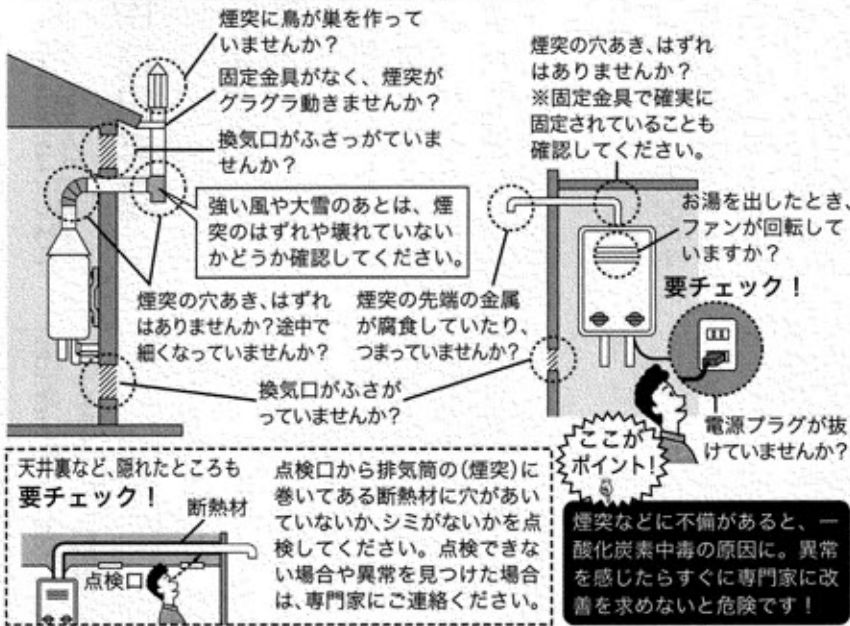 煙突に鳥が巣を作って
いませんか？
固定金具がなく、煙突が
グラグラ動きませんか？
換気口がふさっがていま
せんか？
強い風や大雪のあとは、煙
突のはずれや壊れていない
かどうか確認してください。
煙突の穴あき、はずれ
はありませんか？途中で
細くなっていませんか？
煙突の先端の金属
が腐食していたり、
つまっていませんか？
換気口がふさが
っていませんか？
煙突の穴あき、はずれ
はありませんか？
※固定金具で確実に
固定されていることも
確認してください。
お湯を出したとき、
ファンが回転して
いますか？
要チェック！
電源プラグが抜
けていませんか？
ここが
ポイント！
天井裏など、隠れたところも
要チェック！
断熱材
点検口
点検口から排気筒の（煙突）に
巻いてある断熱材に穴があい
ていないか、シミがないかを点
検してください。点検できな
い場合や異常を見つけた場合
は、専門家にご連絡ください。
煙突などに不備があると、一
酸化炭素中毒の原因に。異常
を感じたらすぐに専門家に改
善を求めないと危険です！